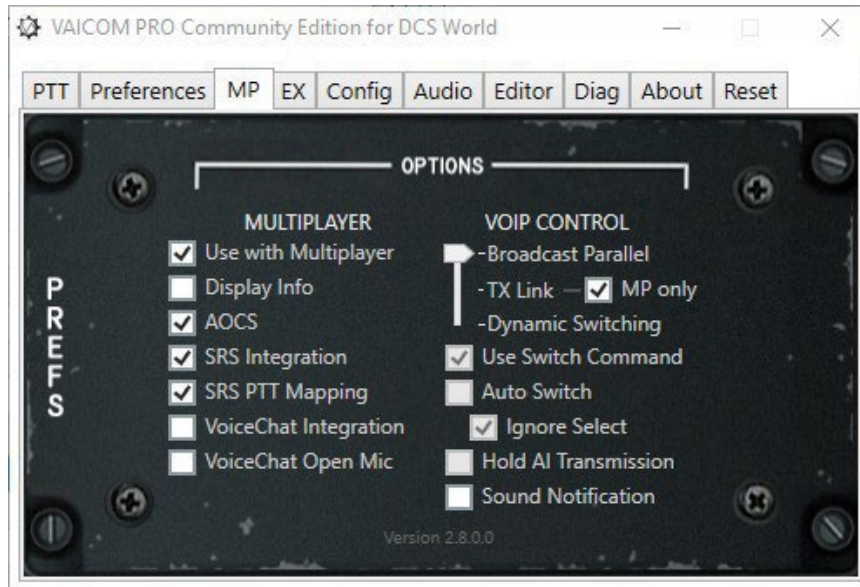 VAICOM PRO Community Edition for DCS World
PTT Preferences MP EX Config Audio Editor Diag About Reset
OPTIONS
PREFS
MULTIPLAYER
Use with Multiplayer
Display Info
AOCS
SRS Integration
SRS PTT Mapping
VoiceChat Integration
VoiceChat Open Mic
VOIP CONTROL
-Broadcast Parallel
-TX Link — MP only
-Dynamic Switching
Use Switch Command
Auto Switch
Ignore Select
Hold AI Transmission
Sound Notification
Version 2.8.0.0